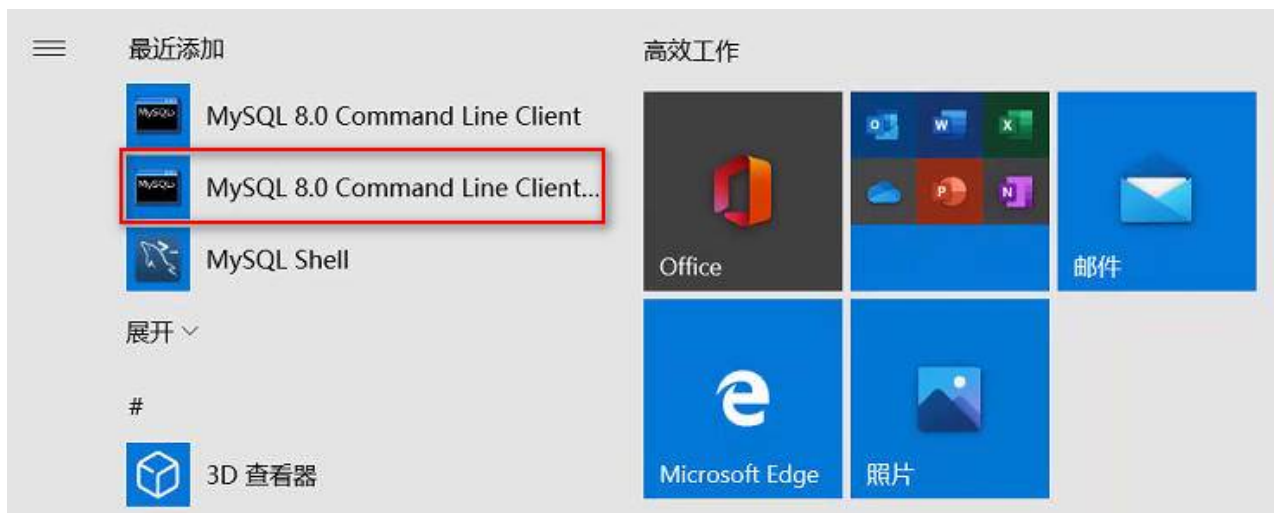 最近添加
MySQL 8.0 Command Line Client
MySQL 8.0 Command Line Client...
MySQL Shell
展开
#
3D 查看器
高效工作
Office
邮件
Microsoft Edge
照片